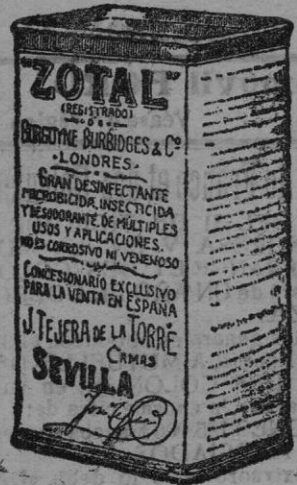 "ZOTAL"
(REGISTRADO)
BURGOYNE BURBIDGES & Cº
· LONDRES ·
GRAN DESINFECTANTE
MICROBICIDA, INSECTICIDA
Y DESODORANTE DE MÚLTIPLES
USOS Y APLICACIONES.
NO ES CORROSIVO NI VENENOSO
CONCESIONARIO EXCLUSIVO
PARA LA VENTA EN ESPAÑA
J. TEJERA DE LA TORRE
CAMAS
SEVILLA